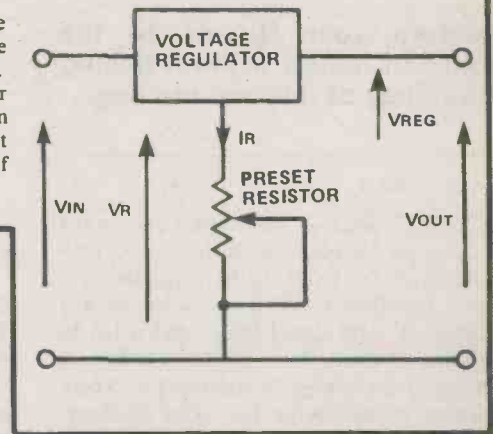 VOLTAGE
REGULATOR
VREG
IR
PRESET
RESISTOR
VIN
VR
VOUT